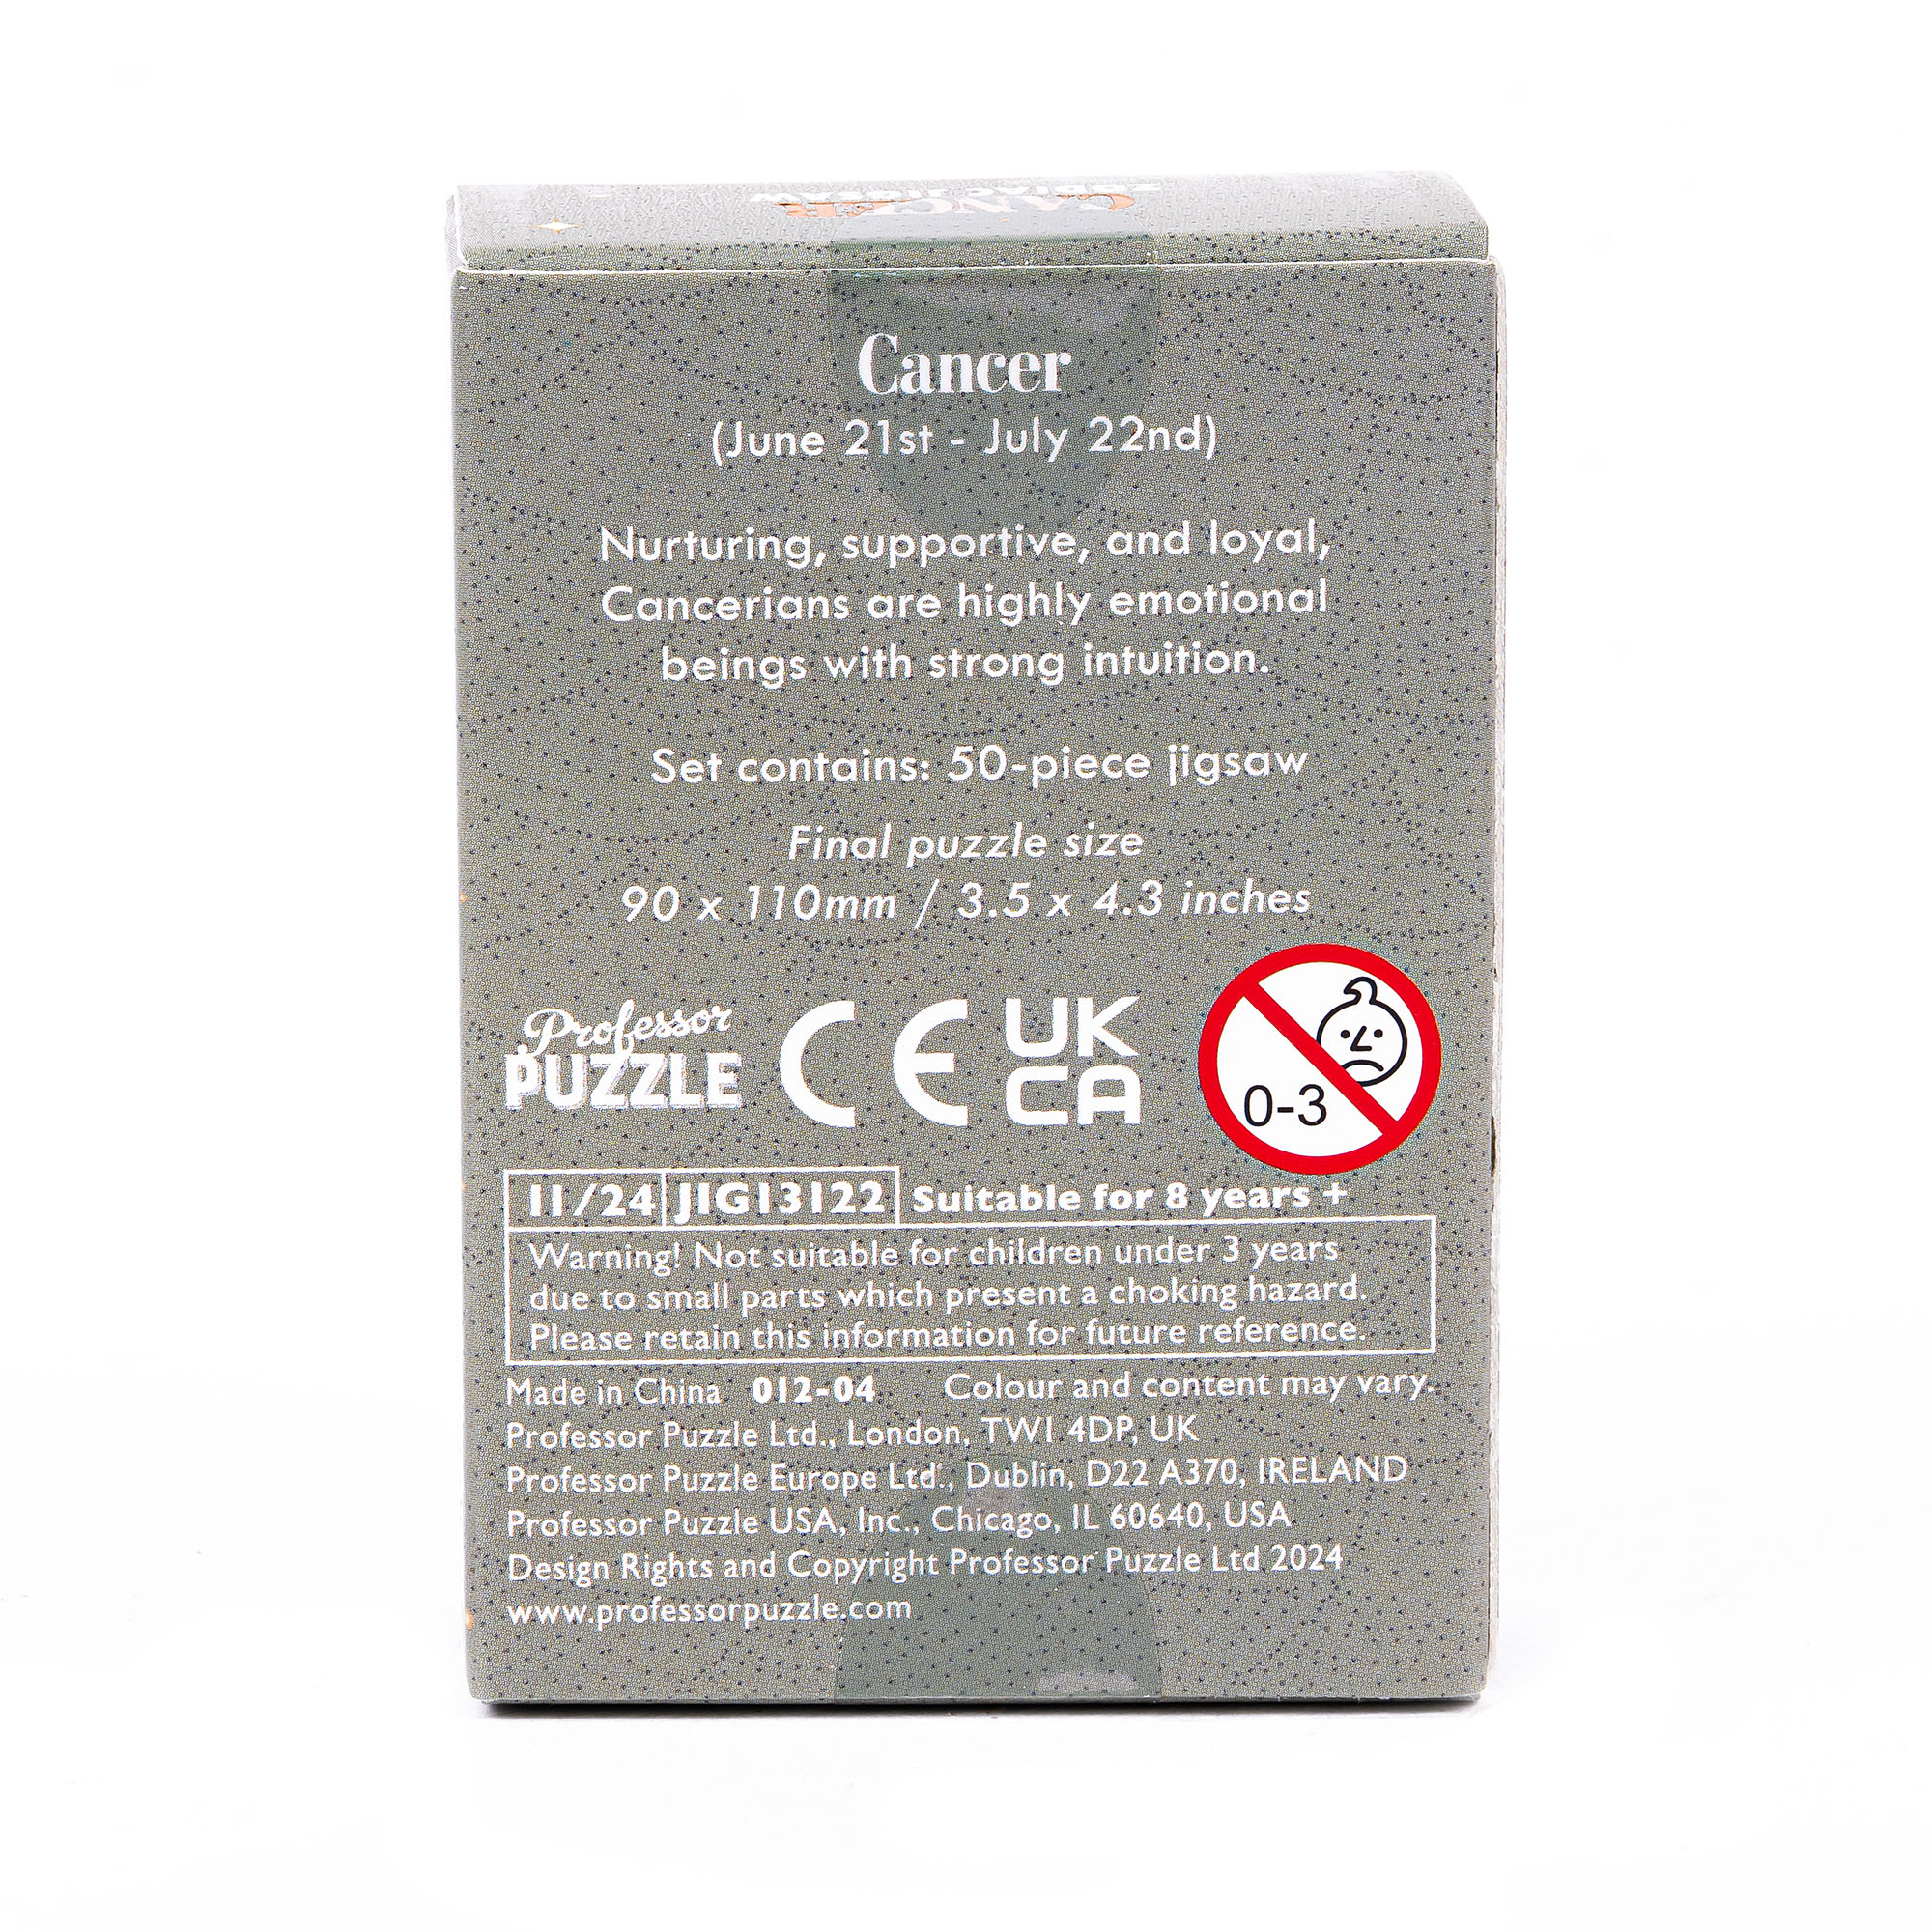 CANCER
ZODIAC JIGSAW
Cancer
(June 21st - July 22nd)
Nurturing, supportive, and loyal,
Cancerians are highly emotional
beings with strong intuition.
Set contains: 50-piece jigsaw
Final puzzle size
90 x 110mm / 3.5 x 4.3 inches
Professor
PUZZLE
CE
UK
CA
0-3
11/24 JIG13122 Suitable for 8 years +
Warning! Not suitable for children under 3 years
due to small parts which present a choking hazard.
Please retain this information for future reference.
Made in China 012-04 Colour and content may vary.
Professor Puzzle Ltd., London, TW1 4DP, UK
Professor Puzzle Europe Ltd., Dublin, D22 A370, IRELAND
Professor Puzzle USA, Inc., Chicago, IL 60640, USA
Design Rights and Copyright Professor Puzzle Ltd 2024
www.professorpuzzle.com